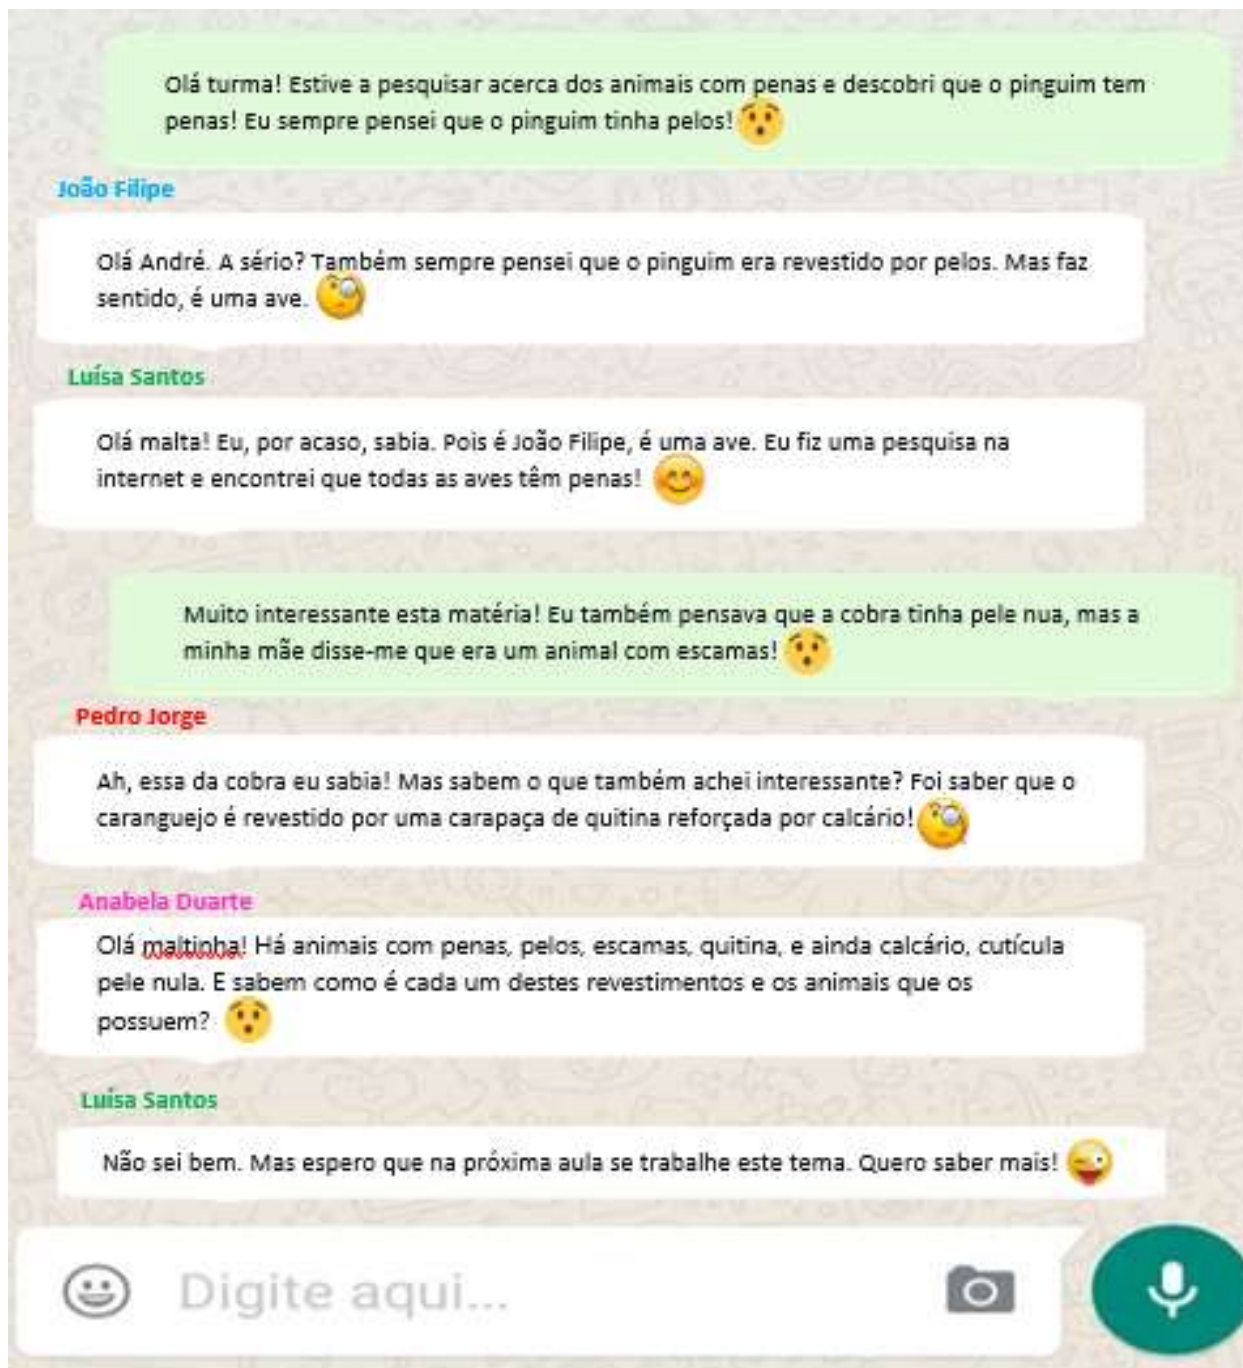 Olá turma! Estive a pesquisar acerca dos animais com penas e descobri que o pinguim tem
penas! Eu sempre pensei que o pinguim tinha pelos!
João Filipe
Olá André. A sério? Também sempre pensei que o pinguim era revestido por pelos. Mas faz
sentido, é uma ave.
Luísa Santos
Olá malta! Eu, por acaso, sabia. Pois é João Filipe, é uma ave. Eu fiz uma pesquisa na
internet e encontrei que todas as aves têm penas!
Muito interessante esta matéria! Eu também pensava que a cobra tinha pele nua, mas a
minha mãe disse-me que era um animal com escamas!
Pedro Jorge
Ah, essa da cobra eu sabia! Mas sabem o que também achei interessante? Foi saber que o
caranguejo é revestido por uma carapaça de quitina reforçada por calcário!
Anabela Duarte
Olá maltinha! Há animais com penas, pelos, escamas, quitina, e ainda calcário, cutícula
pele nula. E sabem como é cada um destes revestimentos e os animais que os
possuem?
Luísa Santos
Não sei bem. Mas espero que na próxima aula se trabalhe este tema. Quero saber mais!
Digite aqui...